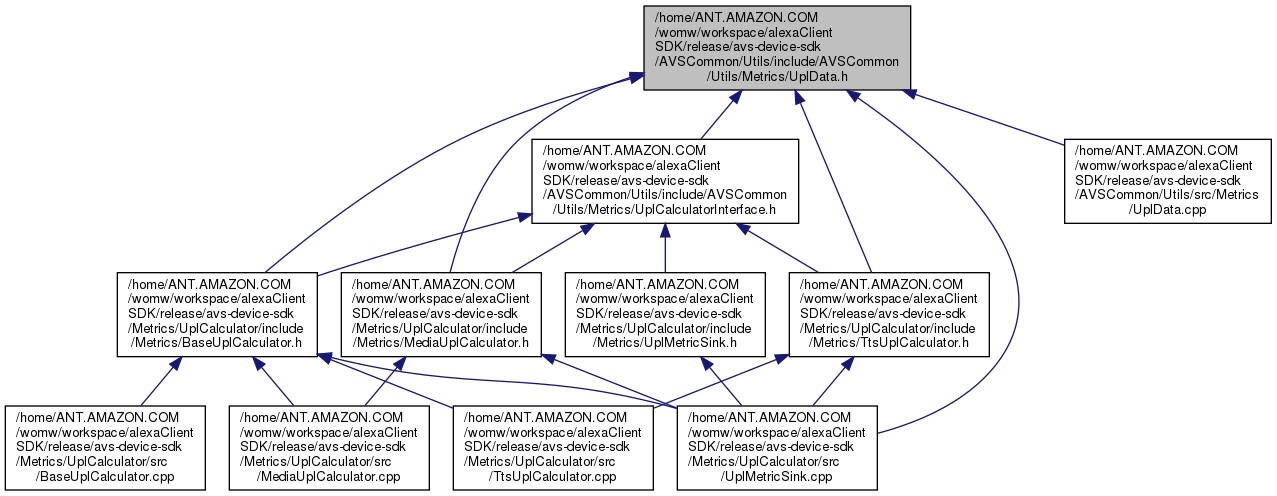 /home/ANT.AMAZON.COM
/womw/workspace/alexaClient
SDK/release/avs-device-sdk
/AVSCommon/Utils/include/AVSCommon
/Utils/Metrics/UplData.h
/home/ANT.AMAZON.COM
/womw/workspace/alexaClient
SDK/release/avs-device-sdk
/AVSCommon/Utils/include/AVSCommon
/Utils/Metrics/UplCalculatorInterface.h
/home/ANT.AMAZON.COM
/womw/workspace/alexaClient
SDK/release/avs-device-sdk
/AVSCommon/Utils/src/Metrics
/UplData.cpp
/home/ANT.AMAZON.COM
/womw/workspace/alexaClient
SDK/release/avs-device-sdk
/Metrics/UplCalculator/include
/Metrics/BaseUplCalculator.h
/home/ANT.AMAZON.COM
/womw/workspace/alexaClient
SDK/release/avs-device-sdk
/Metrics/UplCalculator/include
/Metrics/MediaUplCalculator.h
/home/ANT.AMAZON.COM
/womw/workspace/alexaClient
SDK/release/avs-device-sdk
/Metrics/UplCalculator/include
/Metrics/UplMetricSink.h
/home/ANT.AMAZON.COM
/womw/workspace/alexaClient
SDK/release/avs-device-sdk
/Metrics/UplCalculator/include
/Metrics/TtsUplCalculator.h
/home/ANT.AMAZON.COM
/womw/workspace/alexaClient
SDK/release/avs-device-sdk
/Metrics/UplCalculator/src
/BaseUplCalculator.cpp
/home/ANT.AMAZON.COM
/womw/workspace/alexaClient
SDK/release/avs-device-sdk
/Metrics/UplCalculator/src
/MediaUplCalculator.cpp
/home/ANT.AMAZON.COM
/womw/workspace/alexaClient
SDK/release/avs-device-sdk
/Metrics/UplCalculator/src
/TtsUplCalculator.cpp
/home/ANT.AMAZON.COM
/womw/workspace/alexaClient
SDK/release/avs-device-sdk
/Metrics/UplCalculator/src
/UplMetricSink.cpp